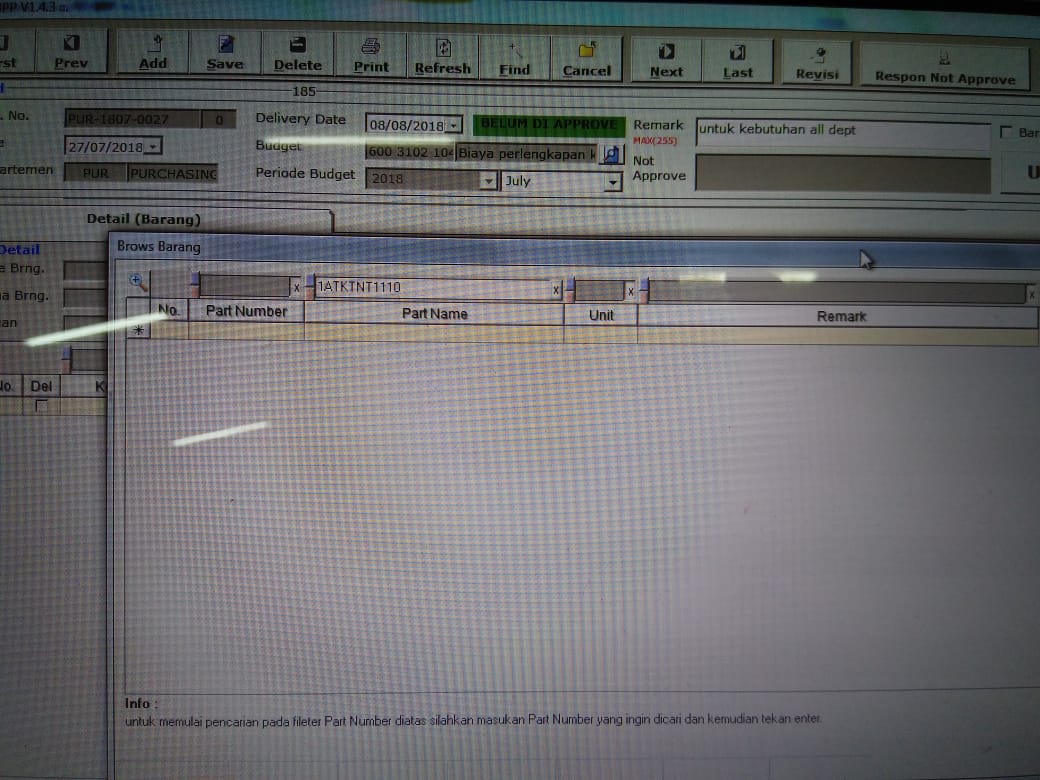 PP V1.4.3
rst Prev Add Save Delete Print Refresh Find Cancel Next Last Revisi Respon Not Approve
185
. No. PUR-1807-0027 0 Delivery Date 08/08/2018 BELUM DI APPROVE Remark untuk kebutuhan all dept Bar
MAX(255)
e 27/07/2018 Budget 600 3102 104 Biaya perlengkapan k Not
Approve
artemen PUR PURCHASING Periode Budget 2018 July U
Detail (Barang)
Detail
Brows Barang
e Brng.
x 1ATKTNT1110 x x x
a Brng.
No. Part Number Part Name Unit Remark
an
*
No. Del K
Info :
untuk memulai pencarian pada fileter Part Number diatas silahkan masukan Part Number yang ingin dicari dan kemudian tekan enter.